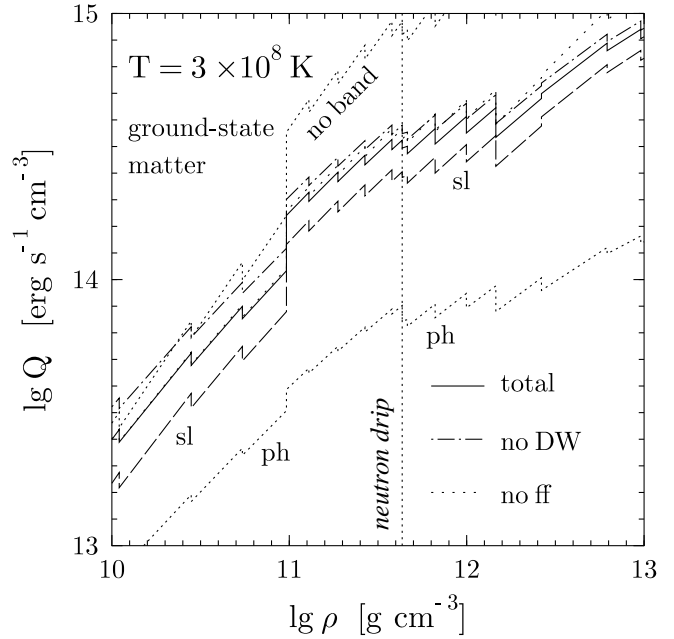 15
T = 3 ×10⁸ K
no band
ground-state
matter
sl
14
lg Q [erg s⁻¹ cm⁻³]
ph
total
sl
no DW
ph
neutron drip
no ff
13
10
11
12
13
lg ρ [g cm⁻³]